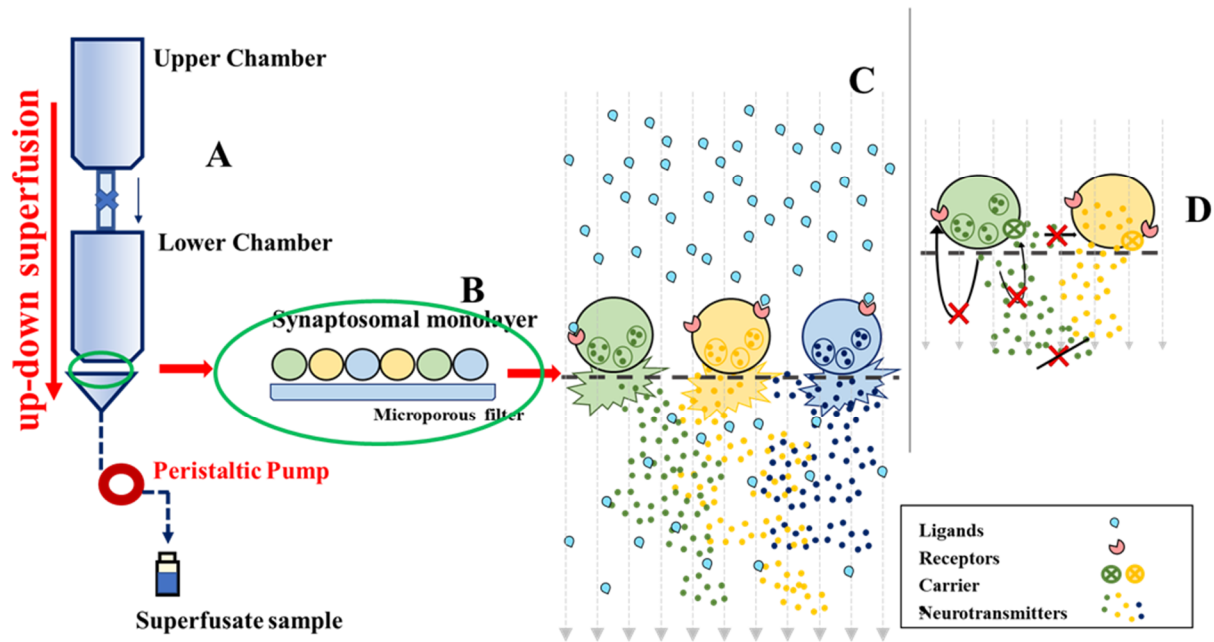 up-down superfusion
Upper Chamber
A
Lower Chamber
B
Synaptosomal monolayer
Microporous filter
Peristaltic Pump
Superfusate sample
C
D
Ligands
Receptors
Carrier
Neurotransmitters